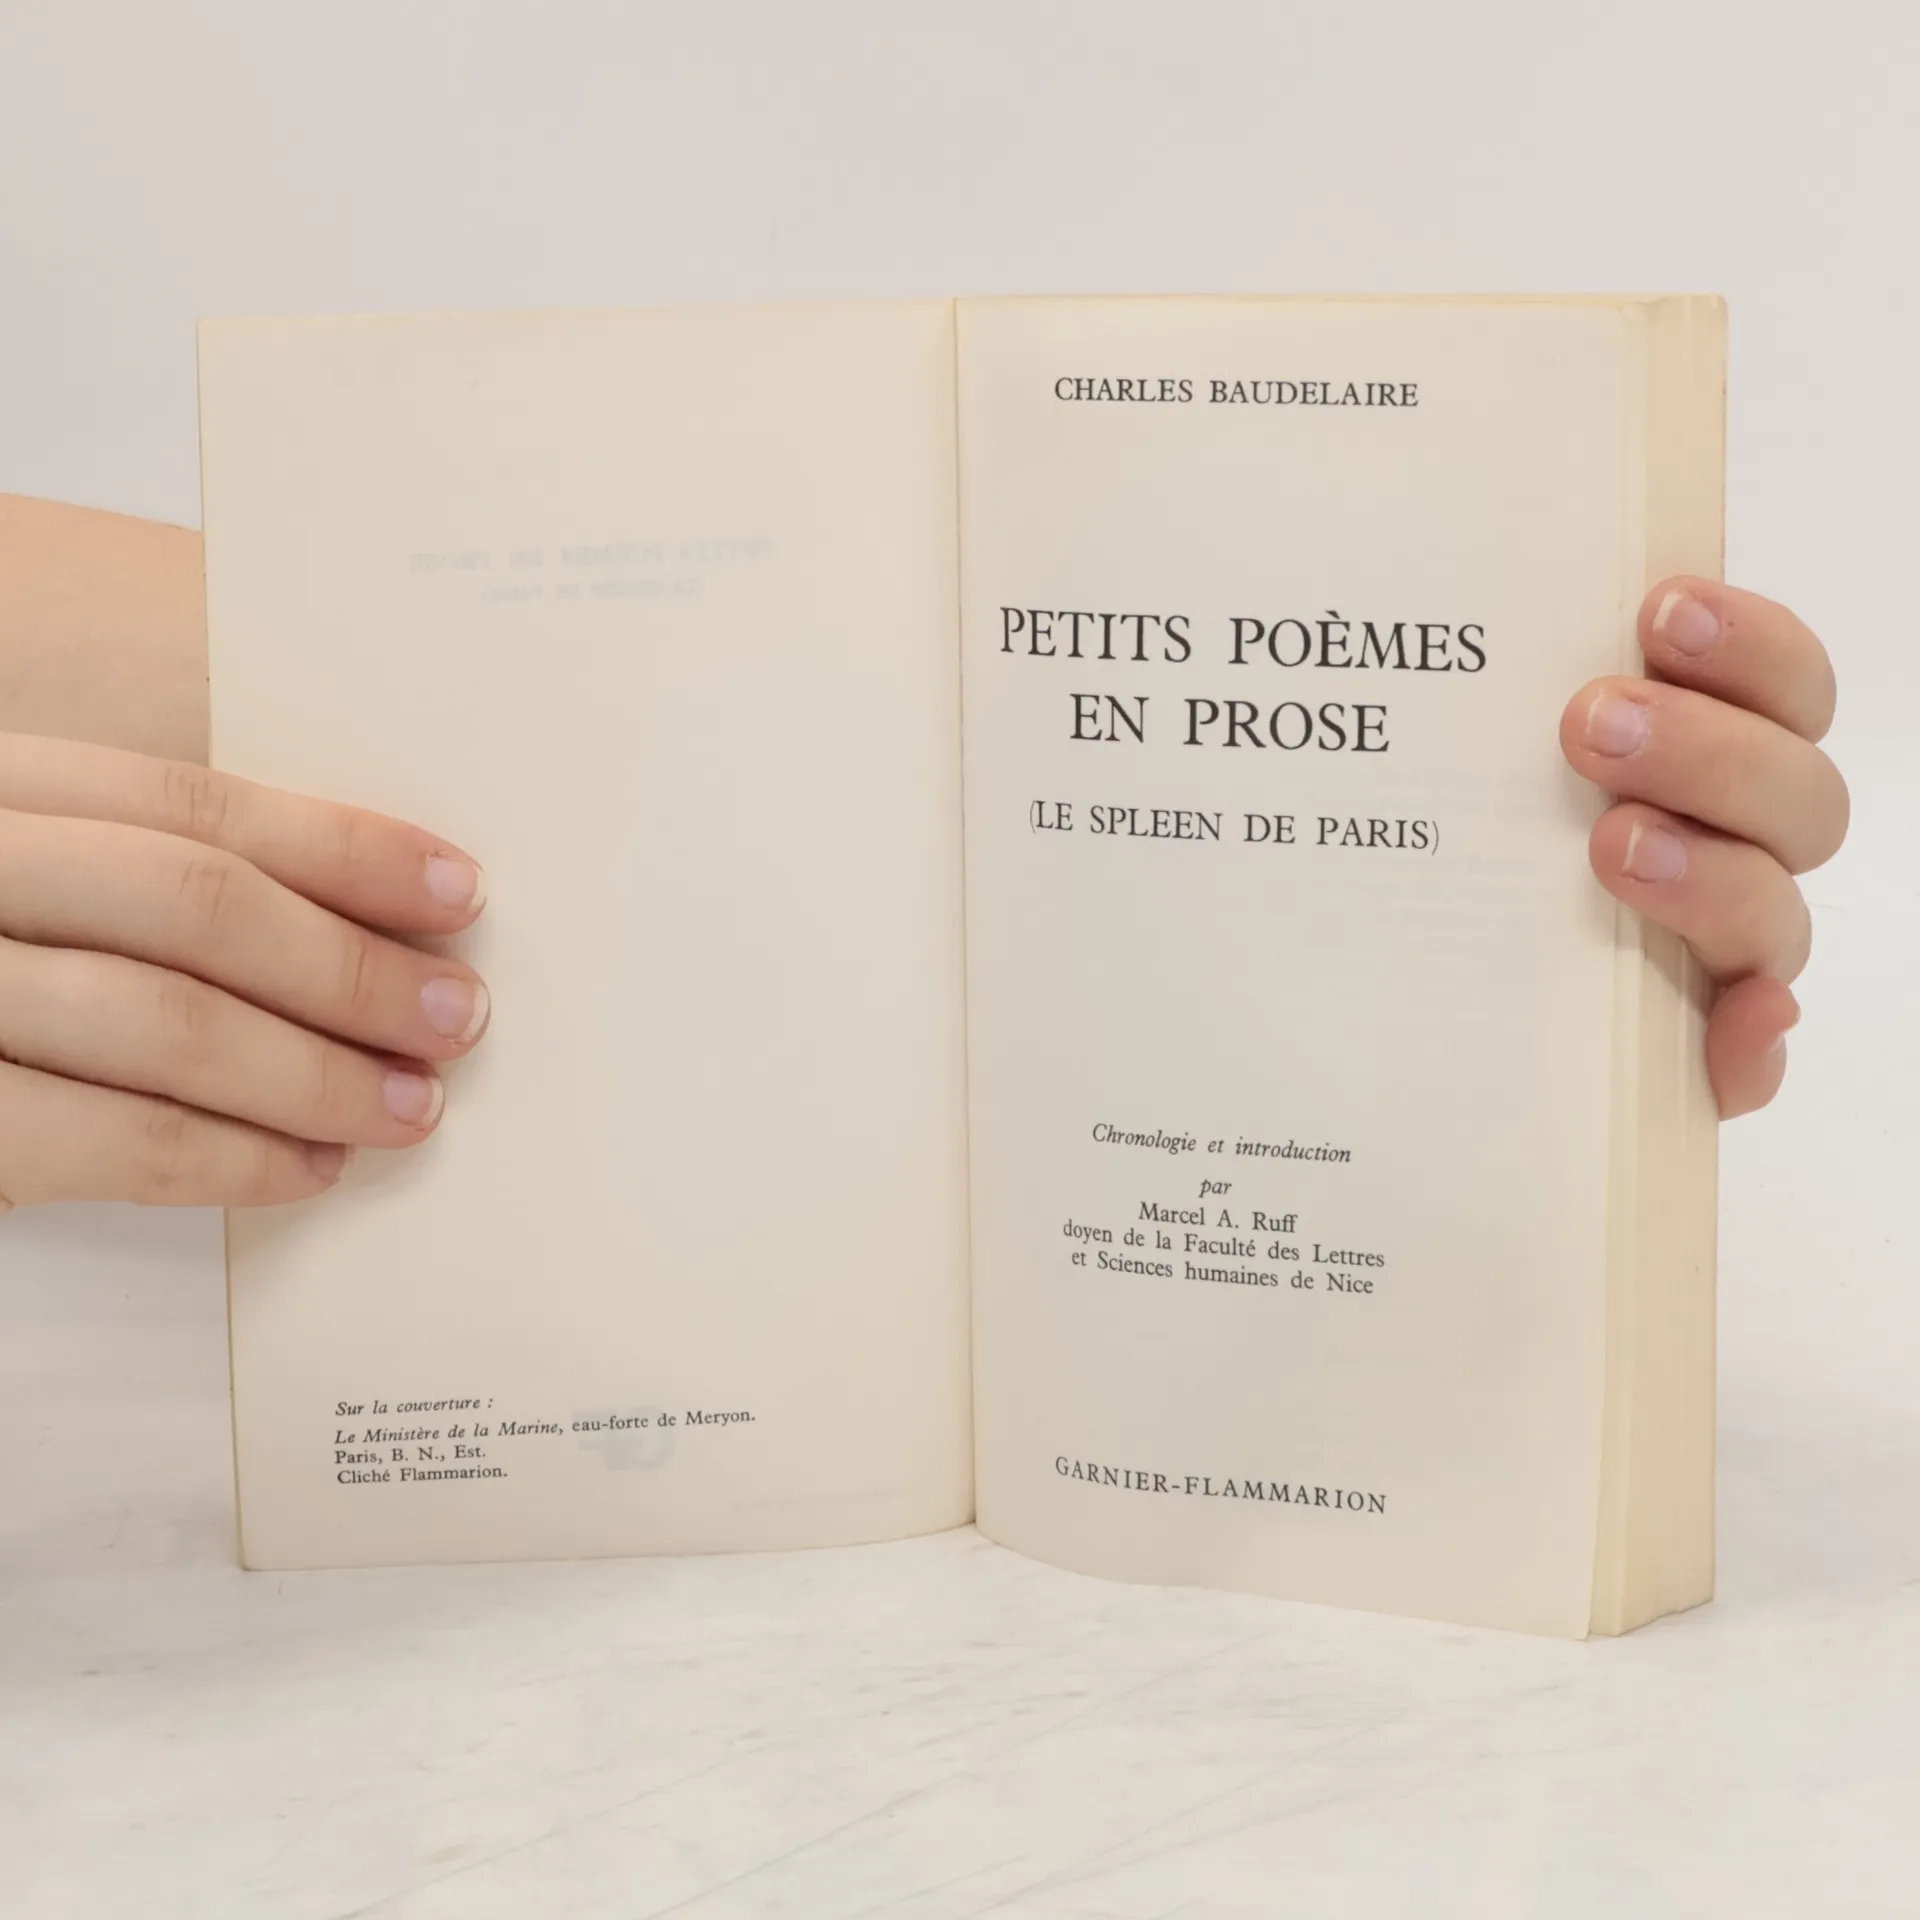 Sur la couverture :
Le Ministère de la Marine, eau-forte de Meryon.
Paris, B. N., Est.
Cliché Flammarion.
CHARLES BAUDELAIRE
PETITS POÈMES
EN PROSE
(LE SPLEEN DE PARIS)
Chronologie et introduction
par
Marcel A. Ruff
doyen de la Faculté des Lettres
et Sciences humaines de Nice
GARNIER-FLAMMARION